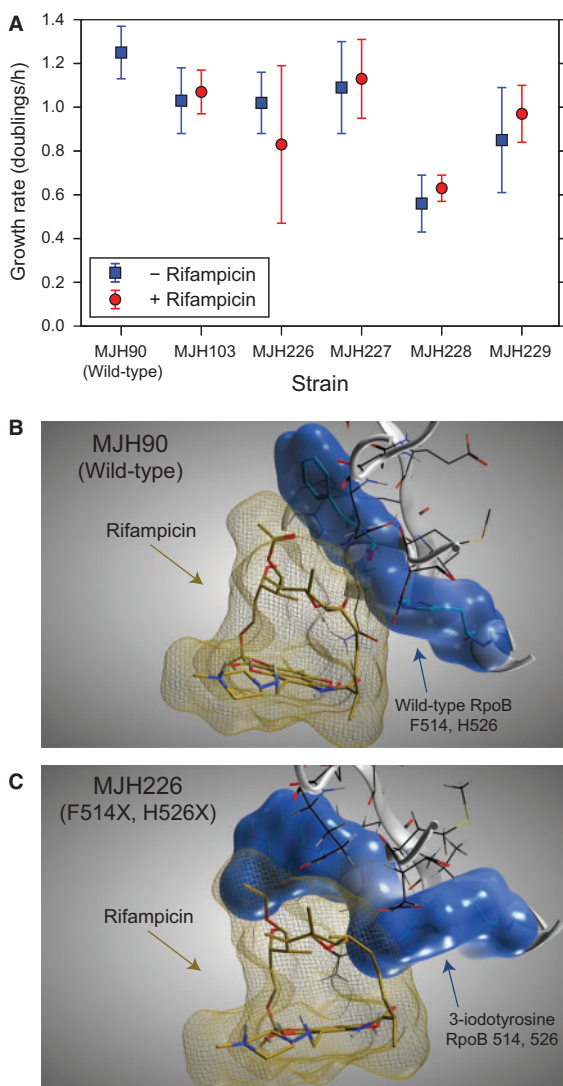 A
Growth rate (doublings/h)
1.4
1.2
1.0
0.8
0.6
0.4
0.2
0.0
− Rifampicin
+ Rifampicin
MJH90
(Wild-type)
MJH103
MJH226
MJH227
MJH228
MJH229
Strain
B
MJH90
(Wild-type)
Rifampicin
Wild-type RpoB
F514, H526
C
MJH226
(F514X, H526X)
Rifampicin
3-iodotyrosine
RpoB 514, 526